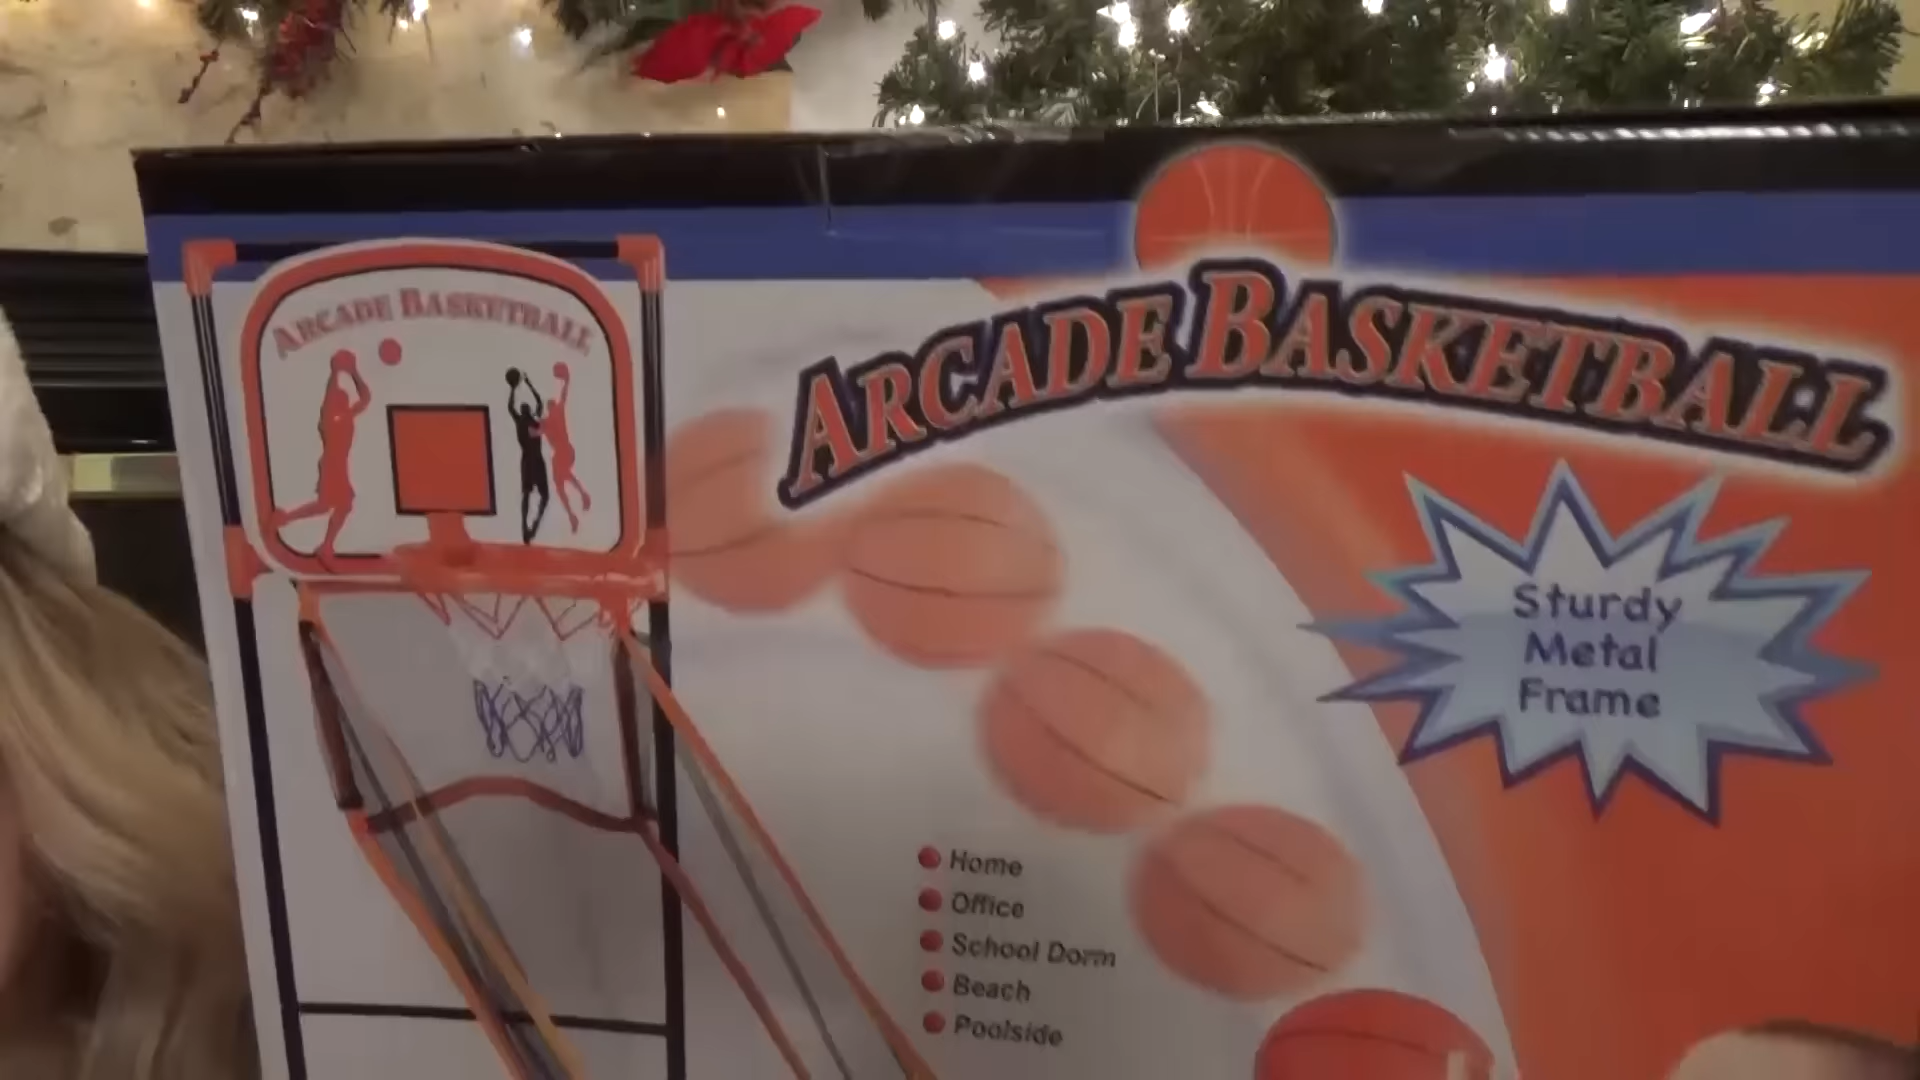 ARCADE BASKETBALL
ARCADE BASKETBALL
Sturdy
Metal
Frame
Home
Office
School Dorm
Beach
Poolside